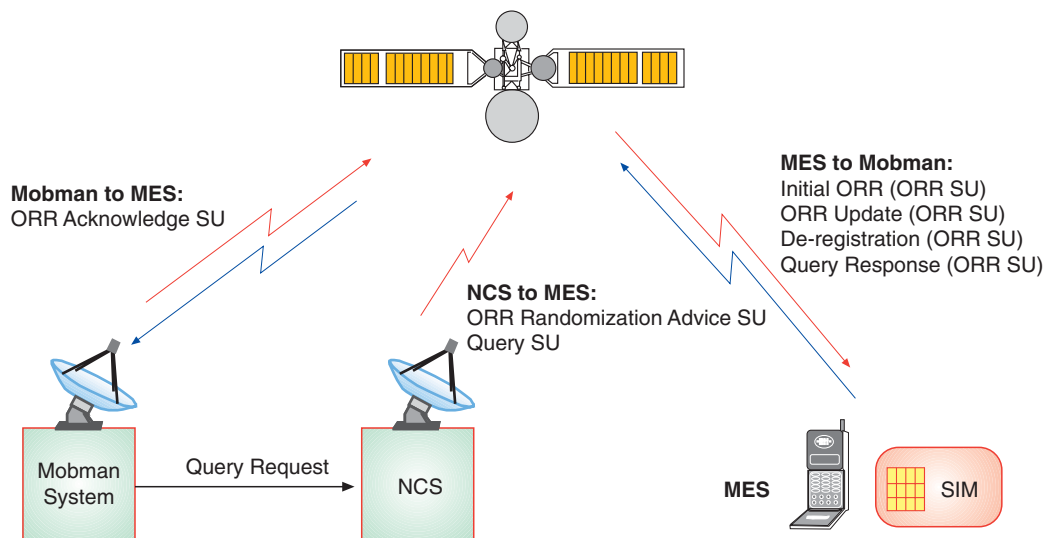 Mobman to MES:
ORR Acknowledge SU
MES to Mobman:
Initial ORR (ORR SU)
ORR Update (ORR SU)
De-registration (ORR SU)
Query Response (ORR SU)
NCS to MES:
ORR Randomization Advice SU
Query SU
Mobman
System
Query Request
NCS
MES
SIM